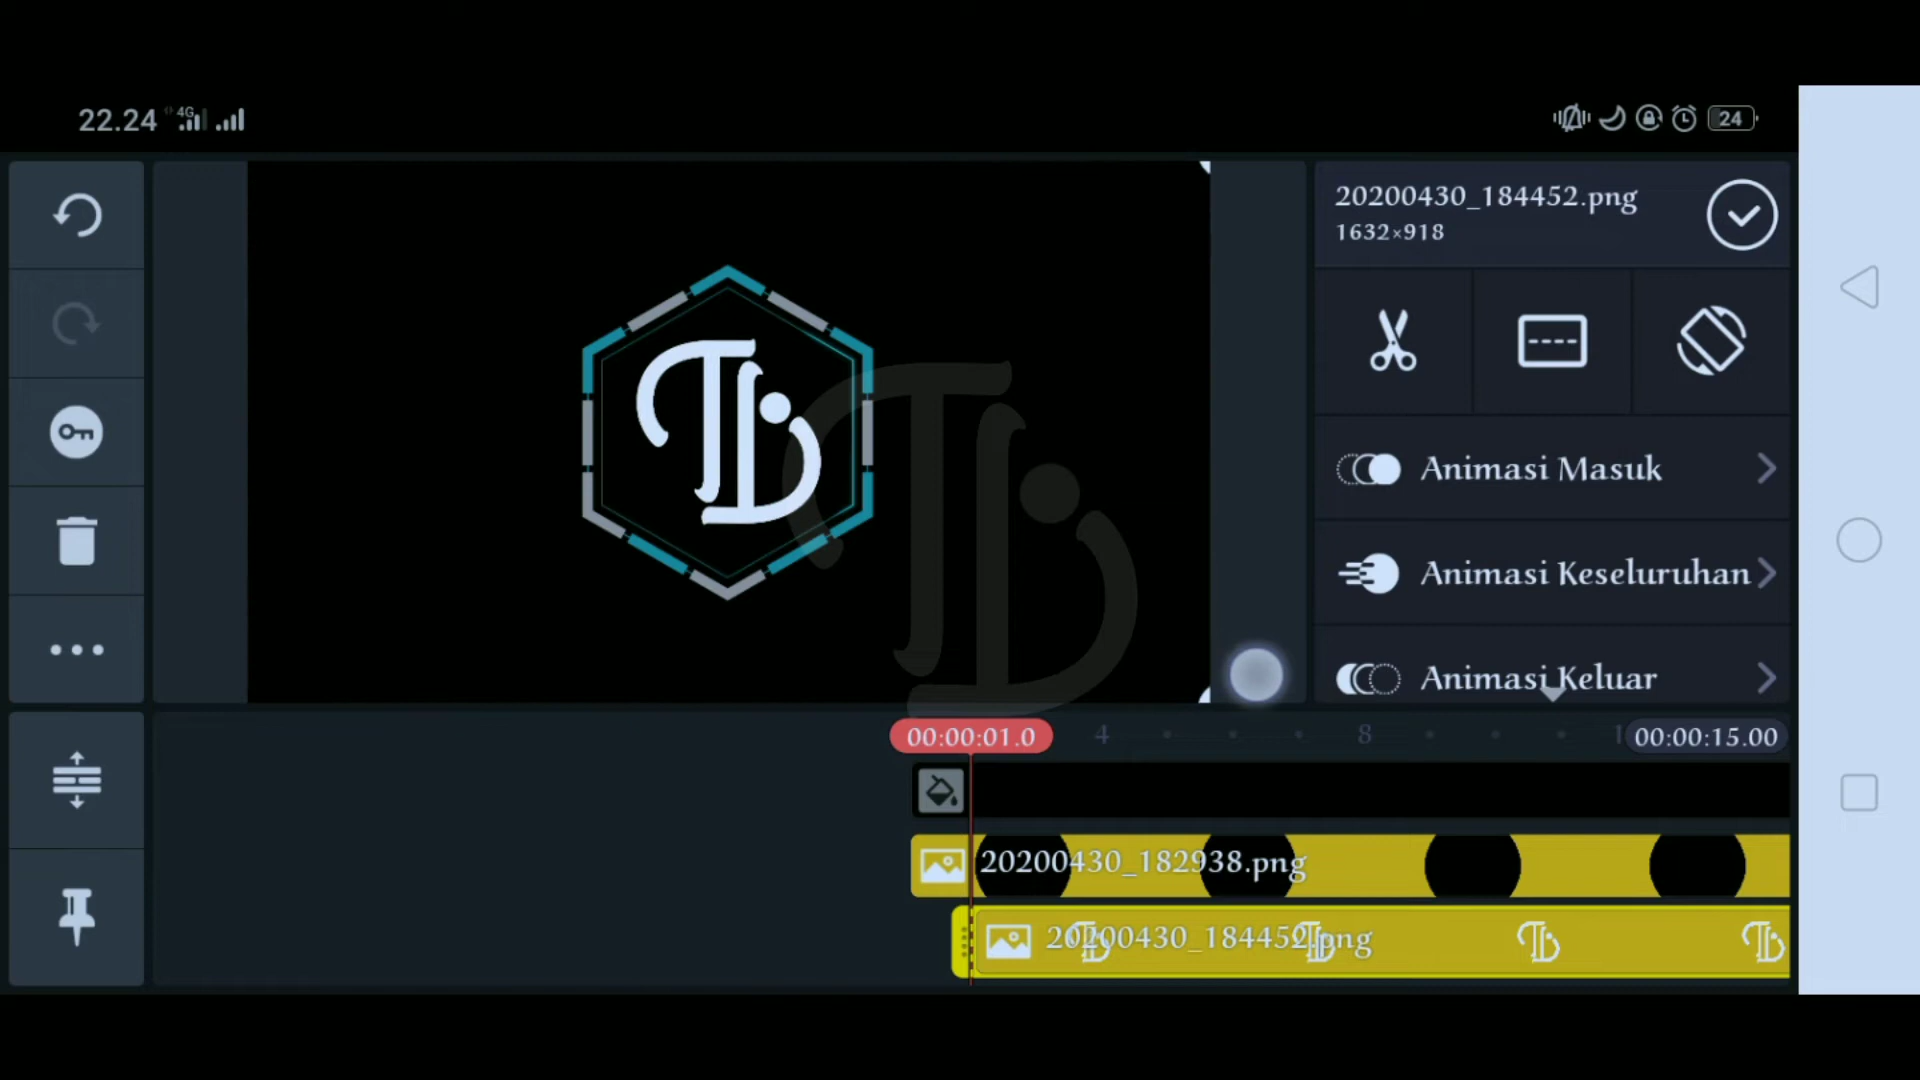 22.24 4G 24
20200430_184452.png
1632×918
Animasi Masuk
Animasi Keseluruhan
Animasi Keluar
00:00:01.0 4 8 00:00:15.00
20200430_182938.png
20200430_184452.png